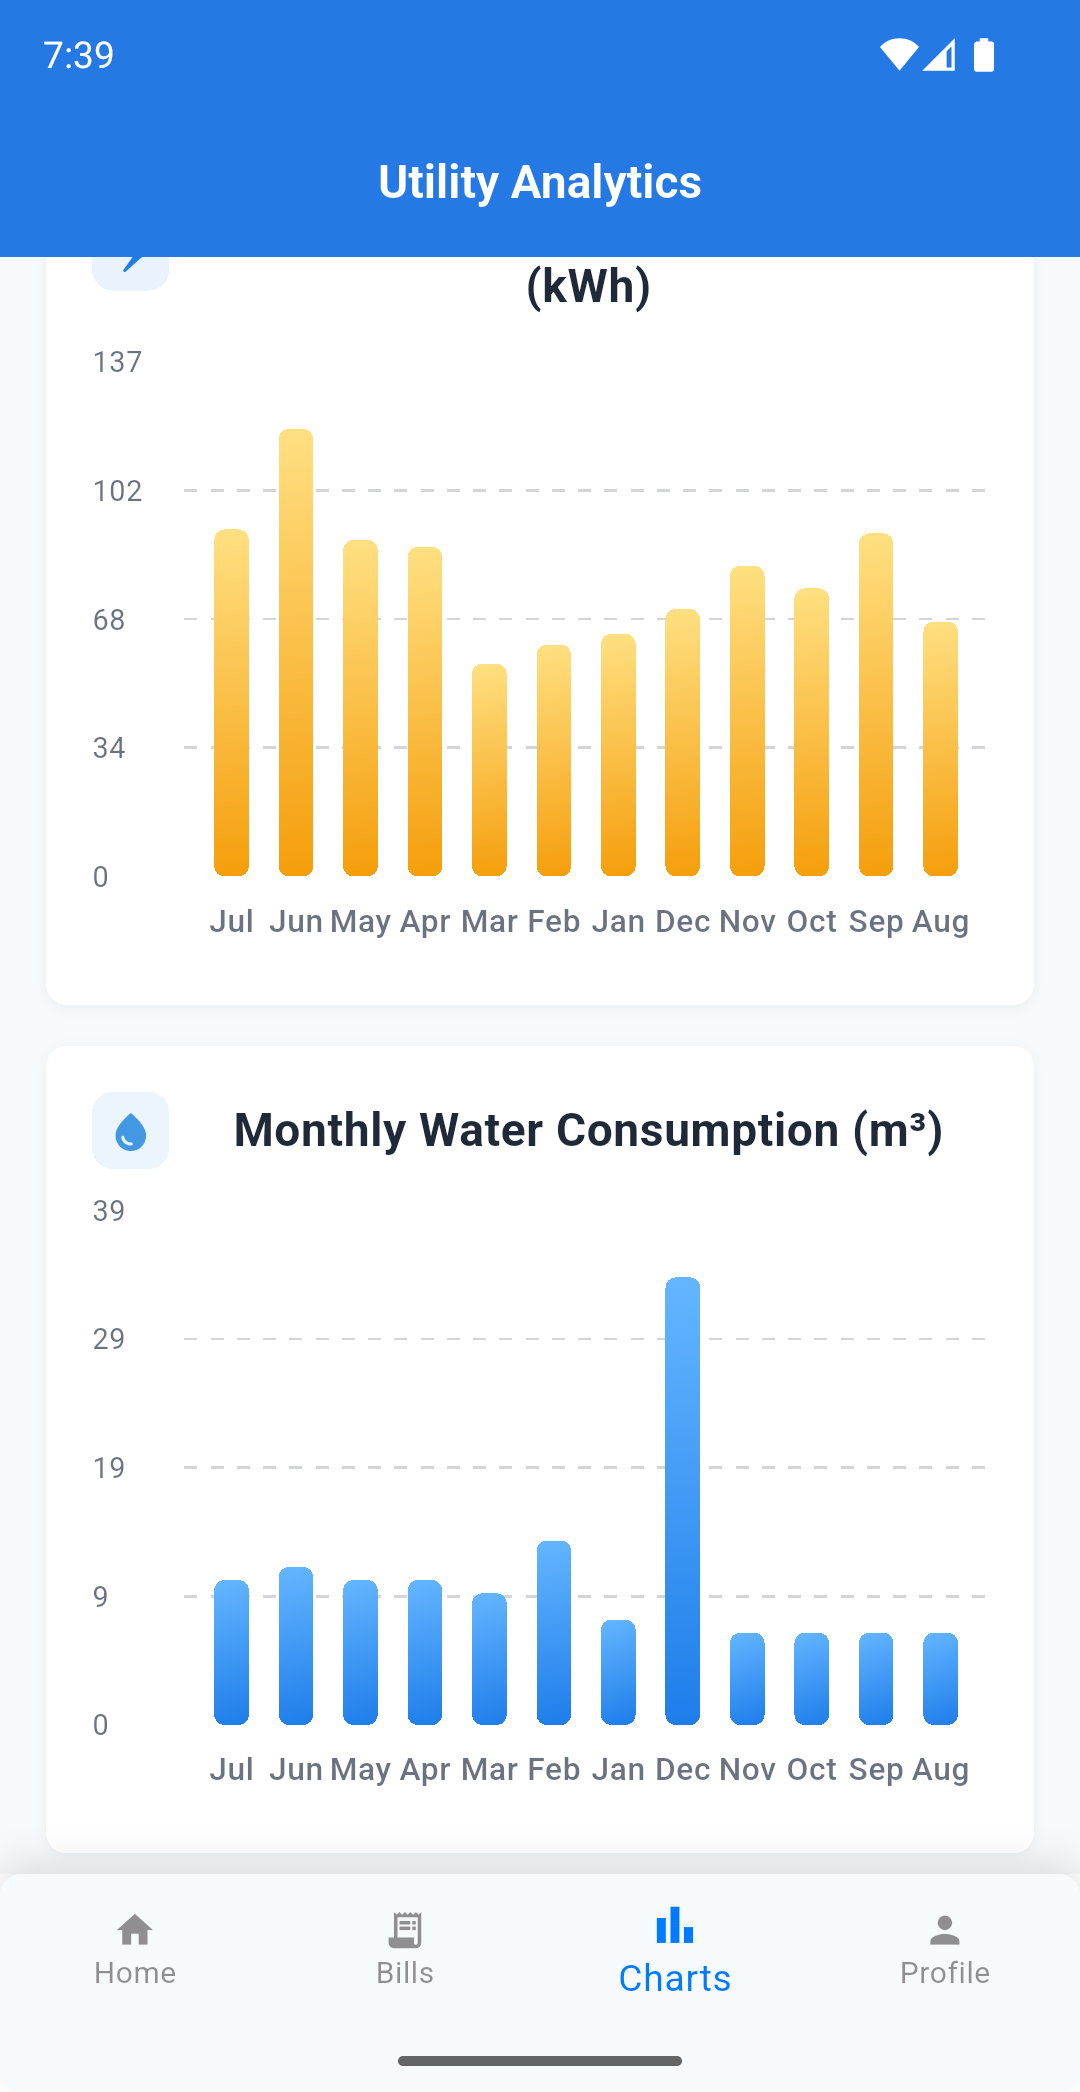 7:39
Utility Analytics
(kWh)
137
102
68
34
0
Jul Jun May Apr Mar Feb Jan Dec Nov Oct Sep Aug
Monthly Water Consumption (m³)
39
29
19
9
0
Jul Jun May Apr Mar Feb Jan Dec Nov Oct Sep Aug
Home Bills Charts Profile